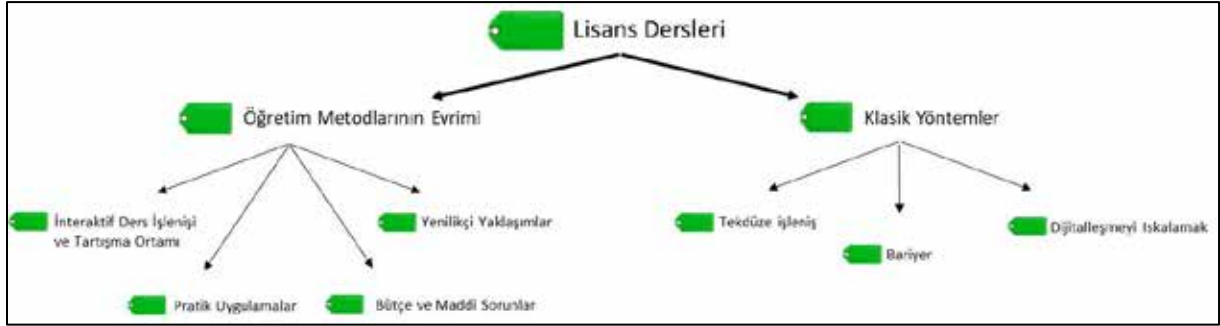 Lisans Dersleri
Öğretim Metodlarının Evrimi
Klasik Yöntemler
İnteraktif Ders İşlenişi
ve Tartışma Ortamı
Yenilikçi Yaklaşımlar
Pratik Uygulamalar
Bütçe ve Maddi Sorunlar
Tekdüze işleniş
Bariyer
Dijitalleşmeyi Iskalamak